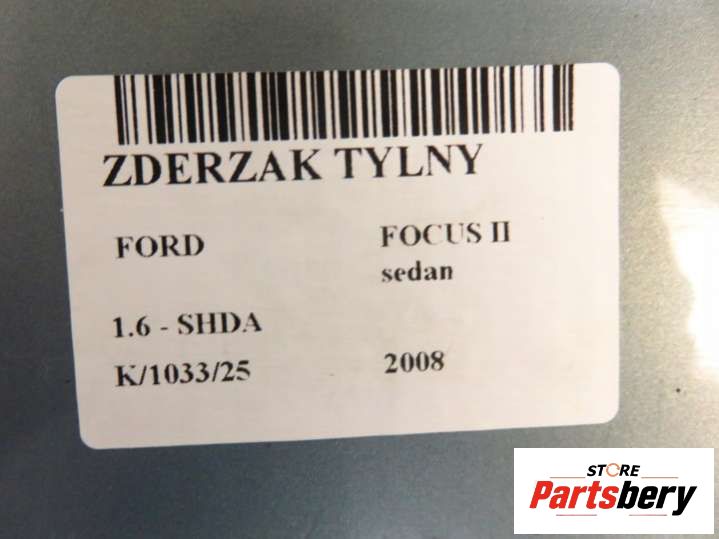 ZDERZAK TYLNY
FORD FOCUS II
sedan
1.6 - SHDA
K/1033/25 2008
STORE
Partsbery